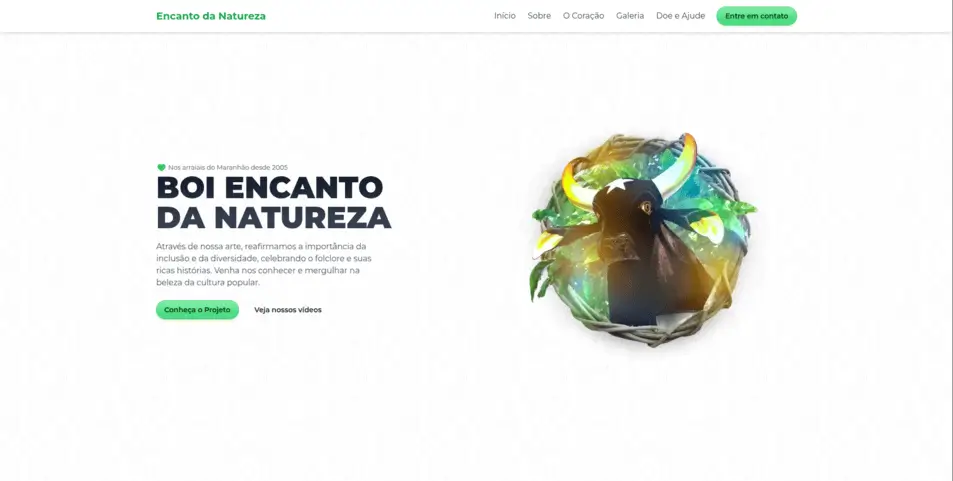 Encanto da Natureza
Início Sobre O Coração Galeria Doe e Ajude Entre em contato
Nos arraiais do Maranhão desde 2005
BOI ENCANTO
DA NATUREZA
Através de nossa arte, reafirmamos a importância da
inclusão e da diversidade, celebrando o folclore e suas
ricas histórias. Venha nos conhecer e mergulhar na
beleza da cultura popular.
Conheça o Projeto Veja nossos vídeos